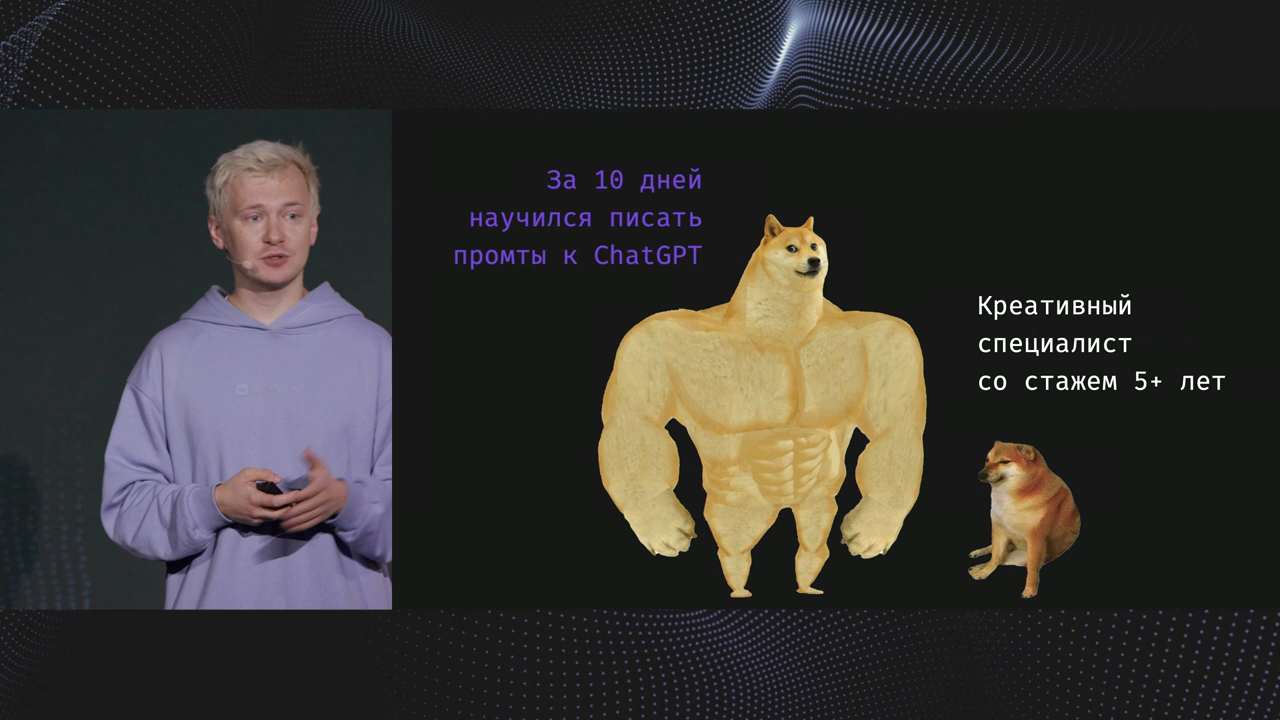 За 10 дней
научился писать
промты к ChatGPT
Креативный
специалист
со стажем 5+ лет